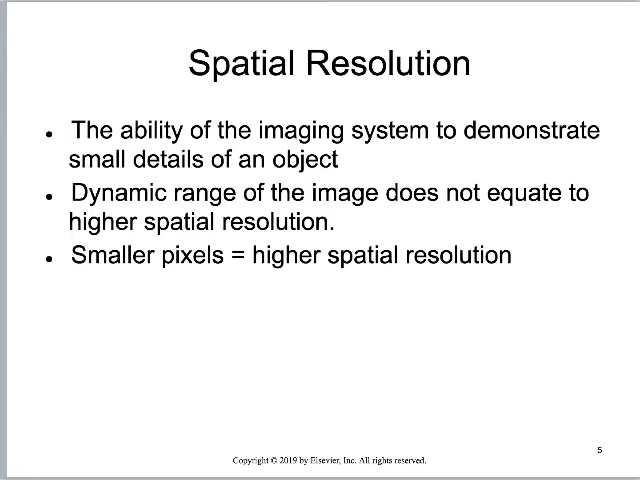 Spatial Resolution
• The ability of the imaging system to demonstrate
small details of an object
• Dynamic range of the image does not equate to
higher spatial resolution.
• Smaller pixels = higher spatial resolution
5
Copyright © 2019 by Elsevier, Inc. All rights reserved.